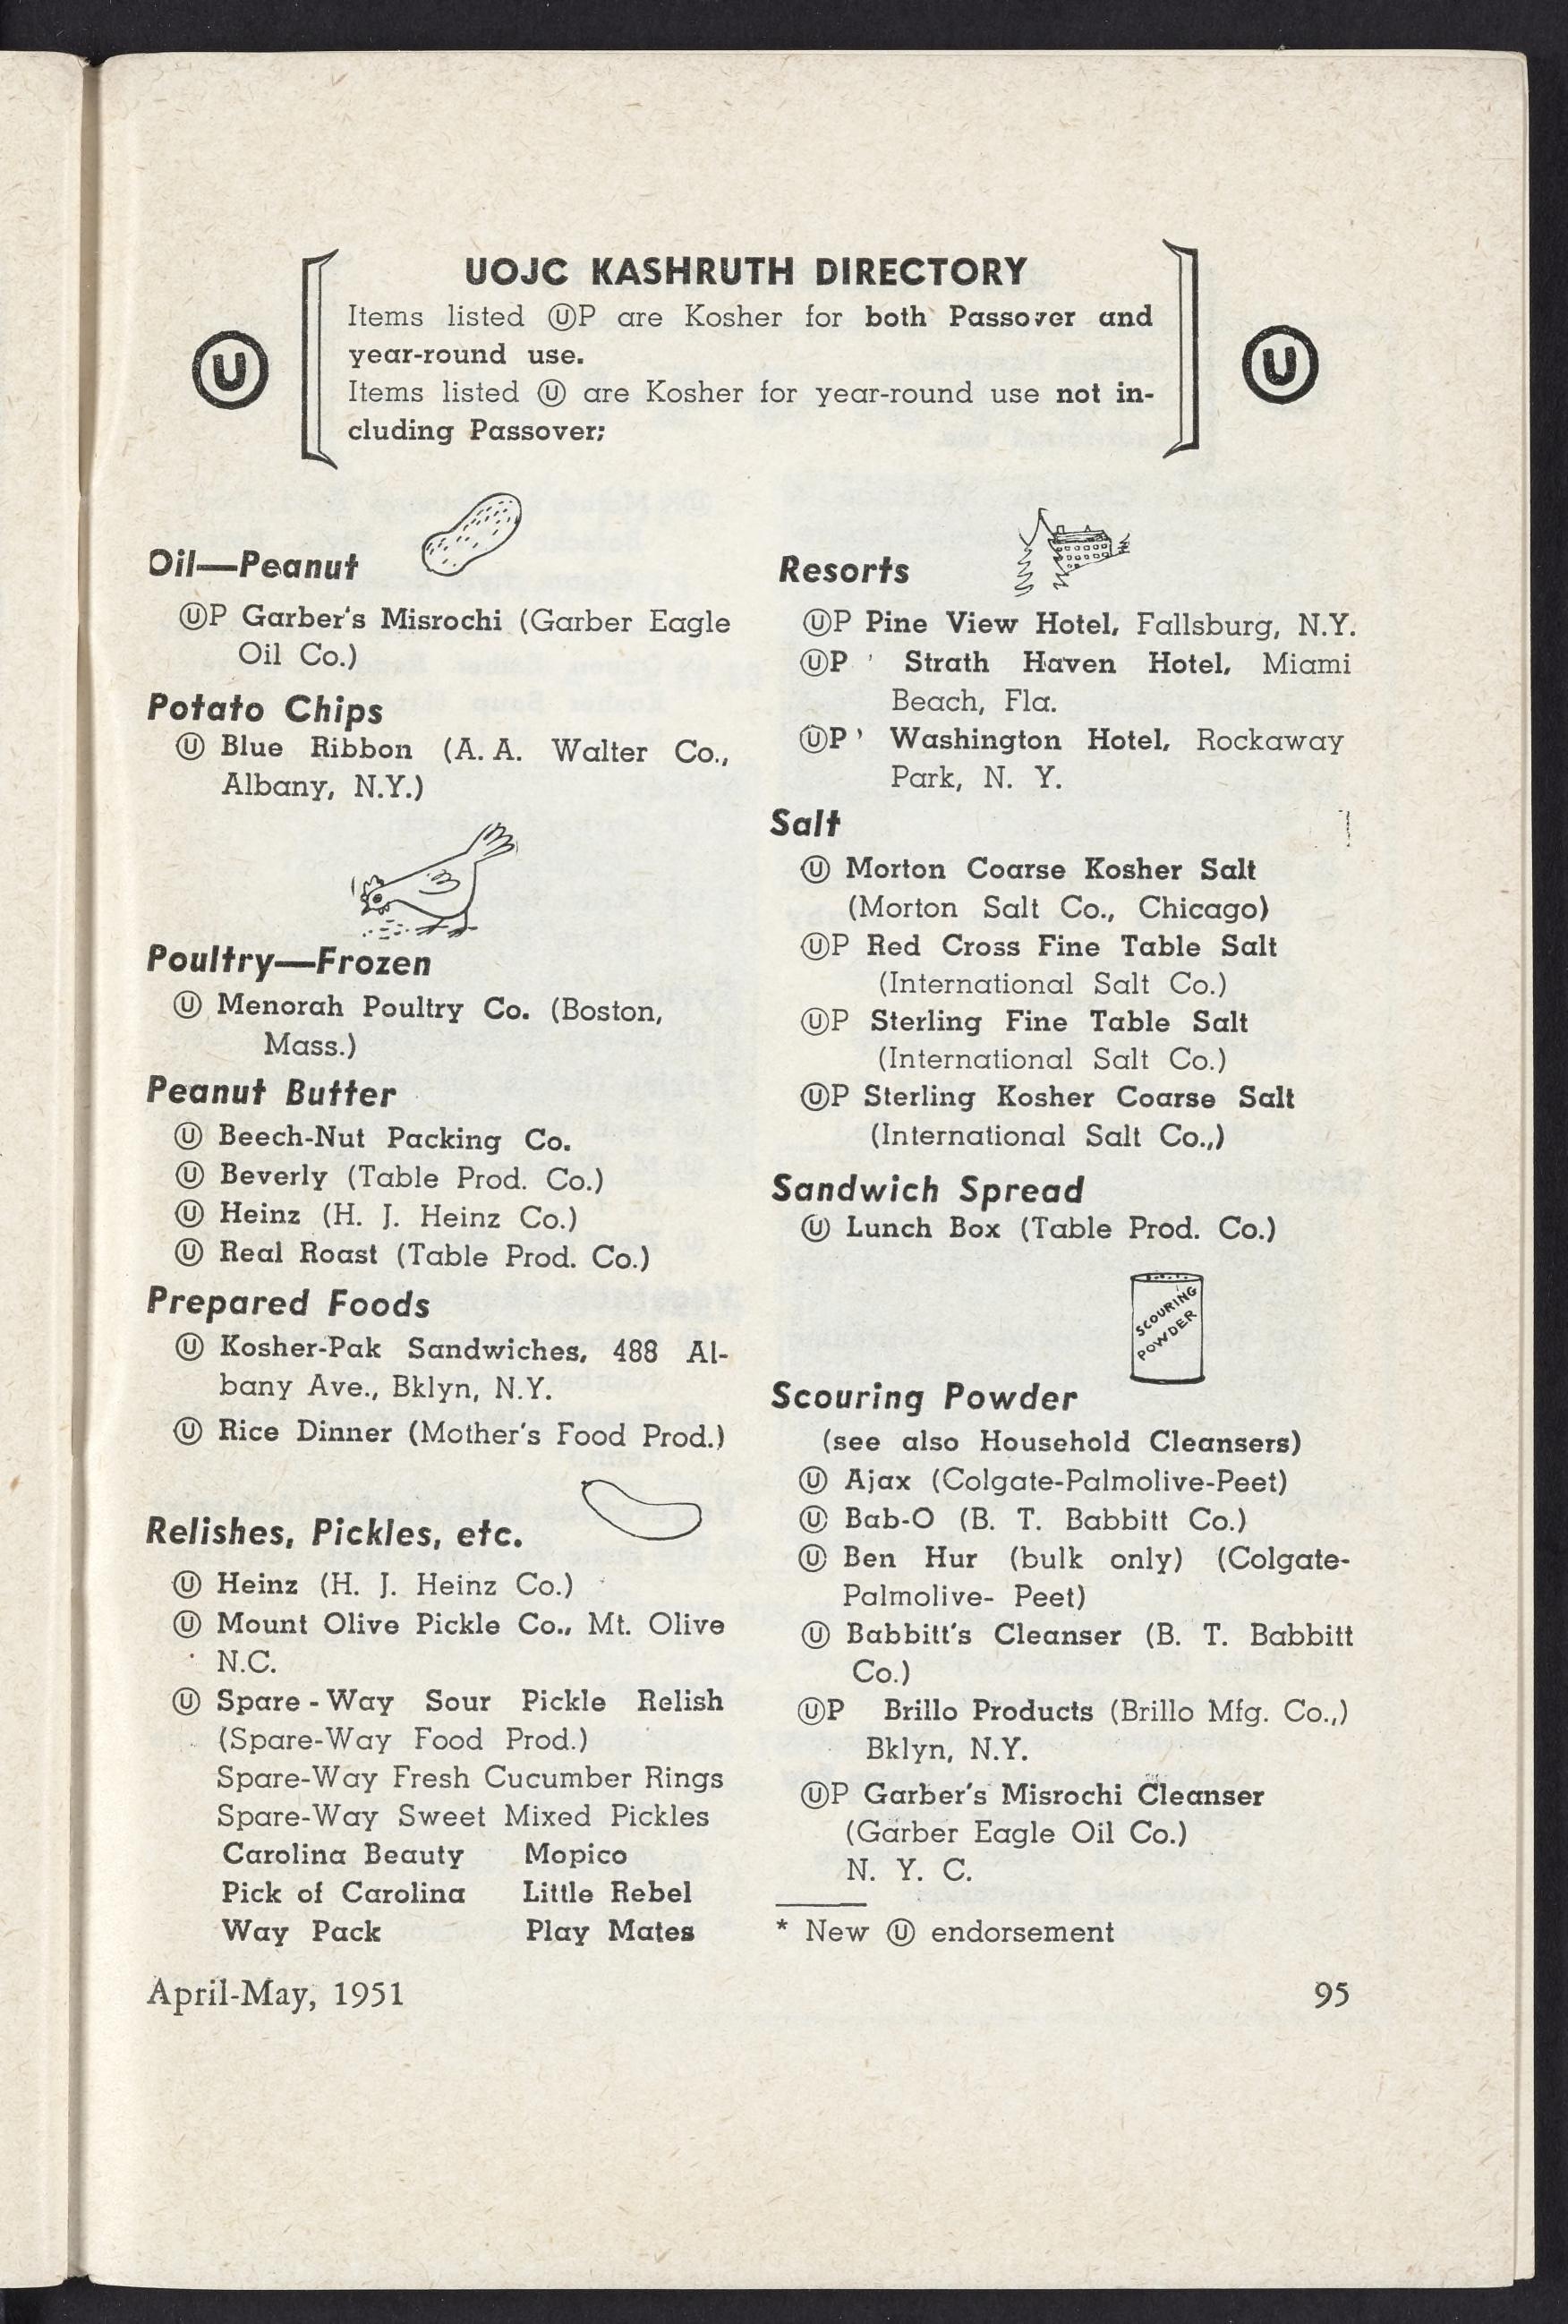 UOJC KASHRUTH DIRECTORY
Items listed ⓊP are Kosher for both Passover and
year-round use.
Items listed Ⓤ are Kosher for year-round use not in-
cluding Passover;
Ⓤ
Ⓤ
Oil—Peanut
ⓊP Garber's Misrochi (Garber Eagle
Oil Co.)
Potato Chips
Ⓤ Blue Ribbon (A. A. Walter Co.,
Albany, N.Y.)
Poultry—Frozen
Ⓤ Menorah Poultry Co. (Boston,
Mass.)
Peanut Butter
Ⓤ Beech-Nut Packing Co.
Ⓤ Beverly (Table Prod. Co.)
Ⓤ Heinz (H. J. Heinz Co.)
Ⓤ Real Roast (Table Prod. Co.)
Prepared Foods
Ⓤ Kosher-Pak Sandwiches, 488 Al-
bany Ave., Bklyn, N.Y.
Ⓤ Rice Dinner (Mother's Food Prod.)
Relishes, Pickles, etc.
Ⓤ Heinz (H. J. Heinz Co.)
Ⓤ Mount Olive Pickle Co., Mt. Olive
N.C.
Ⓤ Spare-Way Sour Pickle Relish
(Spare-Way Food Prod.)
Spare-Way Fresh Cucumber Rings
Spare-Way Sweet Mixed Pickles
Carolina Beauty Mopico
Pick of Carolina Little Rebel
Way Pack Play Mates
Resorts
ⓊP Pine View Hotel, Fallsburg, N.Y.
ⓊP ' Strath Haven Hotel, Miami
Beach, Fla.
ⓊP ' Washington Hotel, Rockaway
Park, N. Y.
Salt
Ⓤ Morton Coarse Kosher Salt
(Morton Salt Co., Chicago)
ⓊP Red Cross Fine Table Salt
(International Salt Co.)
ⓊP Sterling Fine Table Salt
(International Salt Co.)
ⓊP Sterling Kosher Coarse Salt
(International Salt Co.,)
Sandwich Spread
Ⓤ Lunch Box (Table Prod. Co.)
SCOURING
POWDER
Scouring Powder
(see also Household Cleansers)
Ⓤ Ajax (Colgate-Palmolive-Peet)
Ⓤ Bab-O (B. T. Babbitt Co.)
Ⓤ Ben Hur (bulk only) (Colgate-
Palmolive- Peet)
Ⓤ Babbitt's Cleanser (B. T. Babbitt
Co.)
ⓊP Brillo Products (Brillo Mfg. Co.,)
Bklyn, N.Y.
ⓊP Garber's Misrochi Cleanser
(Garber Eagle Oil Co.)
N. Y. C.
* New Ⓤ endorsement
April-May, 1951
95